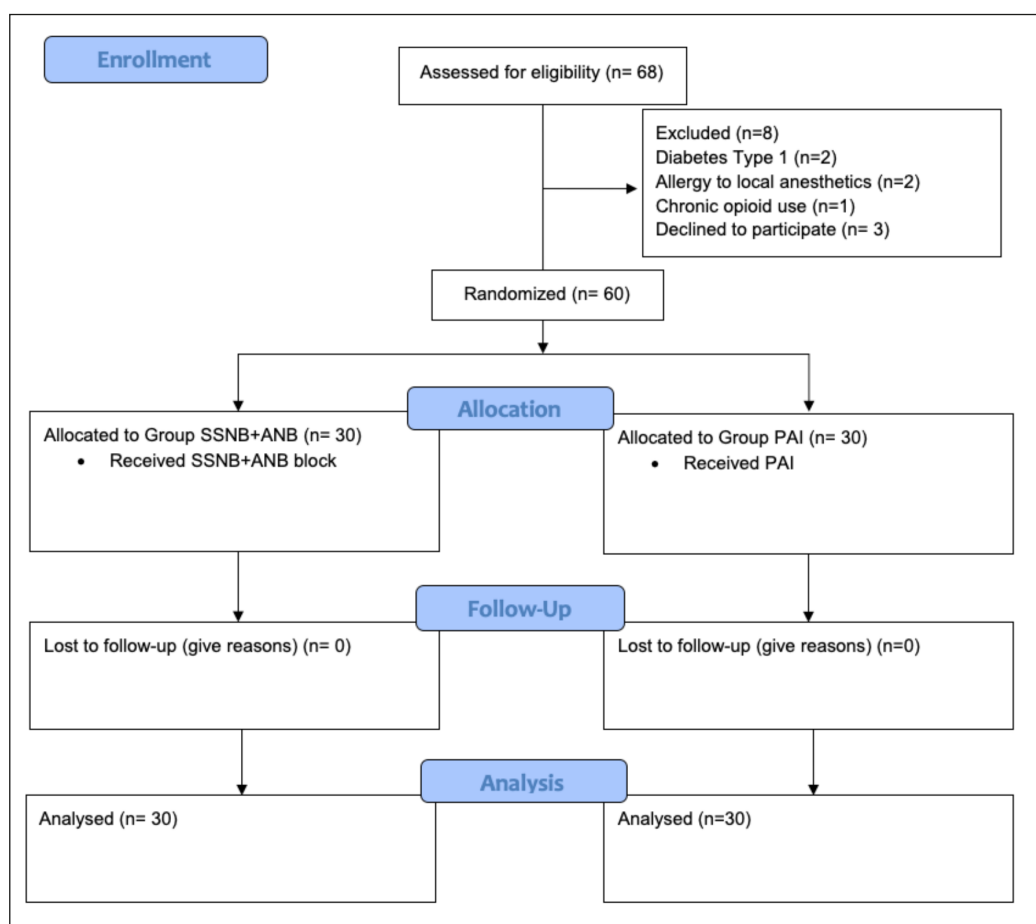 Enrollment
Assessed for eligibility (n= 68)
Excluded (n=8)
Diabetes Type 1 (n=2)
Allergy to local anesthetics (n=2)
Chronic opioid use (n=1)
Declined to participate (n= 3)
Randomized (n= 60)
Allocation
Allocated to Group SSNB+ANB (n= 30)
• Received SSNB+ANB block
Allocated to Group PAI (n= 30)
• Received PAI
Follow-Up
Lost to follow-up (give reasons) (n= 0)
Lost to follow-up (give reasons) (n=0)
Analysis
Analysed (n= 30)
Analysed (n=30)